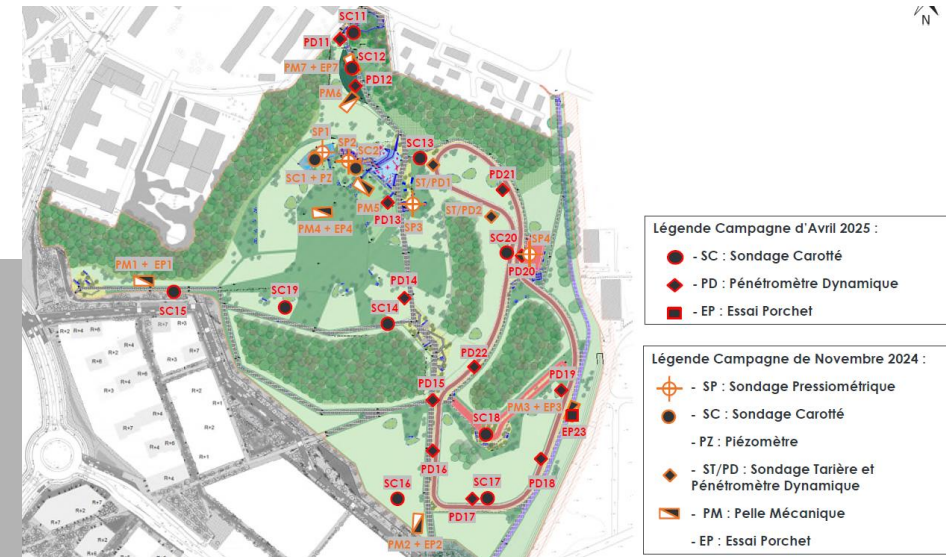 N
SC11
PD11
SC12
PM7 + EP7
PD12
PM6
SP1
SP2
SC2
SC13
SC1 + PZ
ST/PD1
PD21
PM5
PD13
ST/PD2
PM4 + EP4
SP3
SC20
SP4
PD20
PM1 + EP1
SC15
SC19
PD14
SC14
PD22
PD15
PD19
PM3 + EP3
EP23
SC18
PD16
PD18
SC16
SC17
PD17
PM2 + EP2
Légende Campagne d'Avril 2025 :
- SC : Sondage Carotté
- PD : Pénétromètre Dynamique
- EP : Essai Porchet
Légende Campagne de Novembre 2024 :
- SP : Sondage Pressiométrique
- SC : Sondage Carotté
- PZ : Piézomètre
- ST/PD : Sondage Tarière et
Pénétromètre Dynamique
- PM : Pelle Mécanique
- EP : Essai Porchet